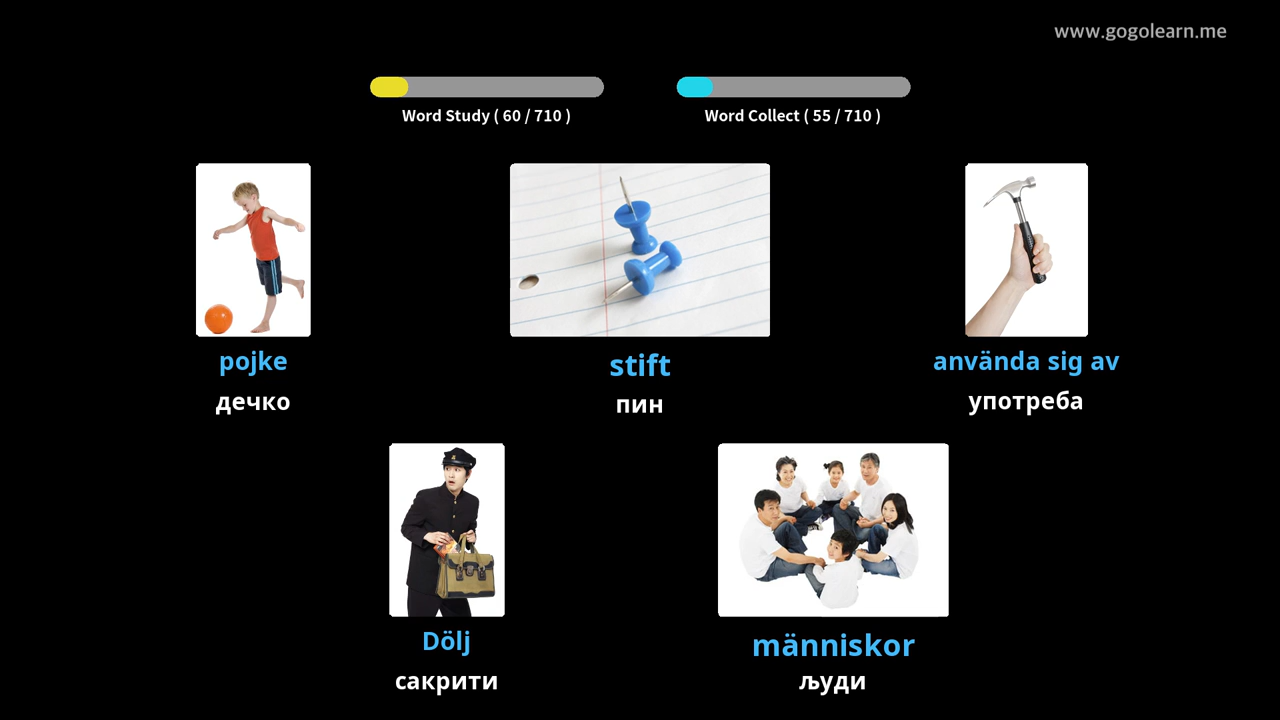 www.gogolearn.me
Word Study ( 60 / 710 )
Word Collect ( 55 / 710 )
pojke
дечко
stift
пин
använda sig av
употреба
Dölj
сакрити
människor
људи